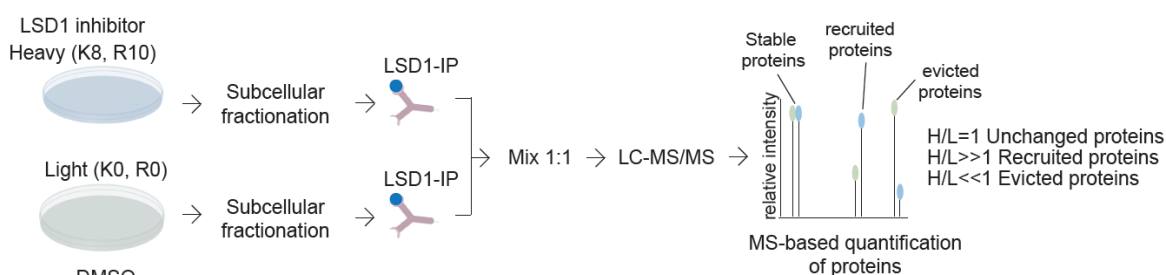 LSD1 inhibitor
Heavy (K8, R10)
Subcellular
fractionation
LSD1-IP
Light (K0, R0)
Subcellular
fractionation
LSD1-IP
Mix 1:1
LC-MS/MS
relative intensity
Stable
proteins
recruited
proteins
evicted
proteins
H/L=1 Unchanged proteins
H/L>>1 Recruited proteins
H/L<<1 Evicted proteins
MS-based quantification
of proteins